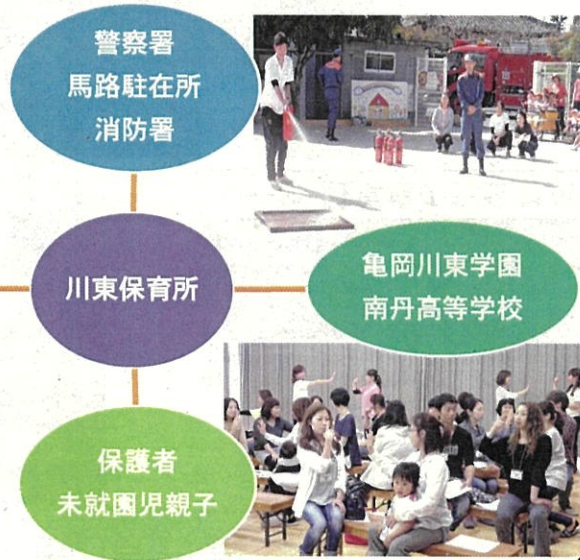 警察署
馬路駐在所
消防署
川東保育所
亀岡川東学園
南丹高等学校
保護者
未就園児親子